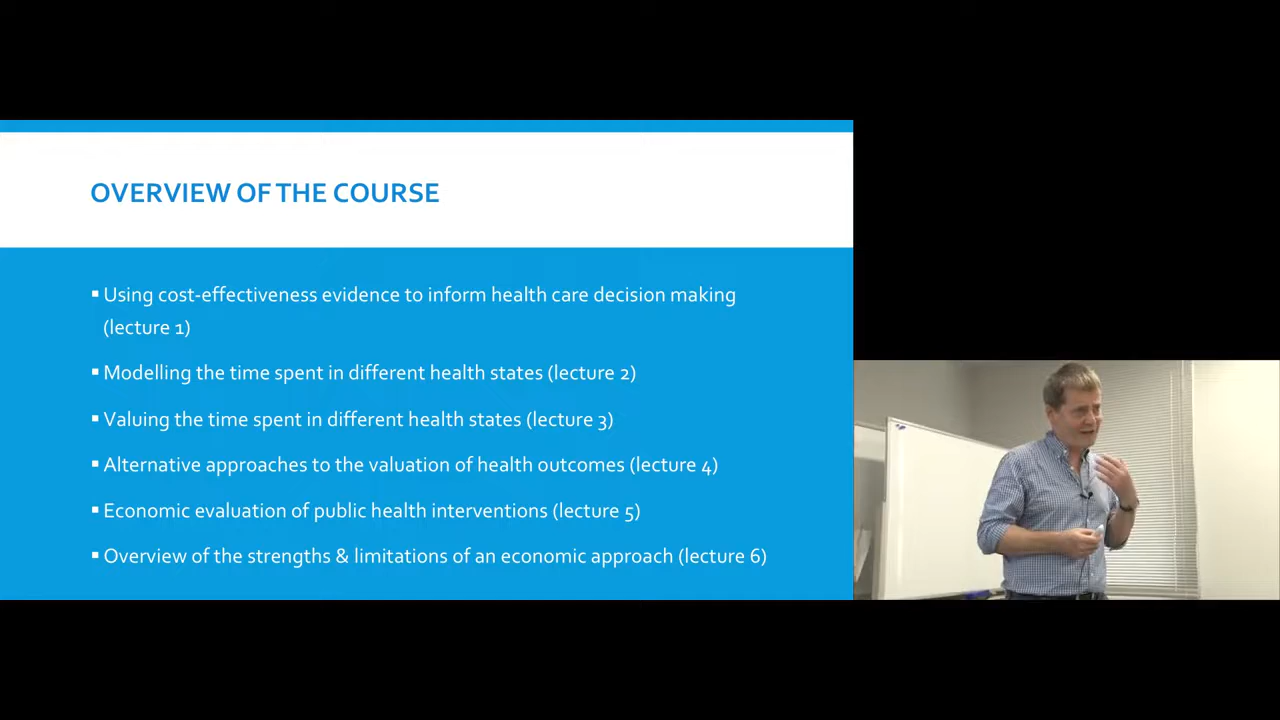 OVERVIEW OF THE COURSE
▪ Using cost-effectiveness evidence to inform health care decision making
(lecture 1)
▪ Modelling the time spent in different health states (lecture 2)
▪ Valuing the time spent in different health states (lecture 3)
▪ Alternative approaches to the valuation of health outcomes (lecture 4)
▪ Economic evaluation of public health interventions (lecture 5)
▪ Overview of the strengths & limitations of an economic approach (lecture 6)